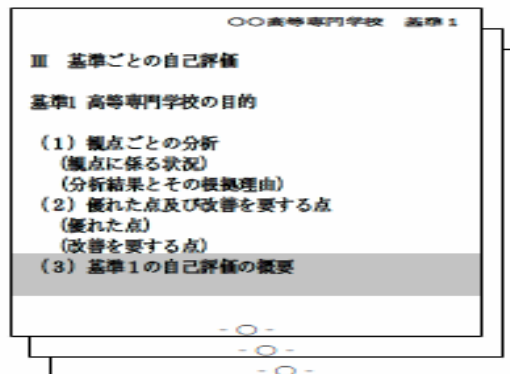 〇〇高等専門学校 基準1
Ⅲ 基準ごとの自己評価
基準1 高等専門学校の目的
(1) 観点ごとの分析
(観点に係る状況)
(分析結果とその根拠理由)
(2) 優れた点及び改善を要する点
(優れた点)
(改善を要する点)
(3) 基準1の自己評価の概要
-〇-
-〇-
-〇-